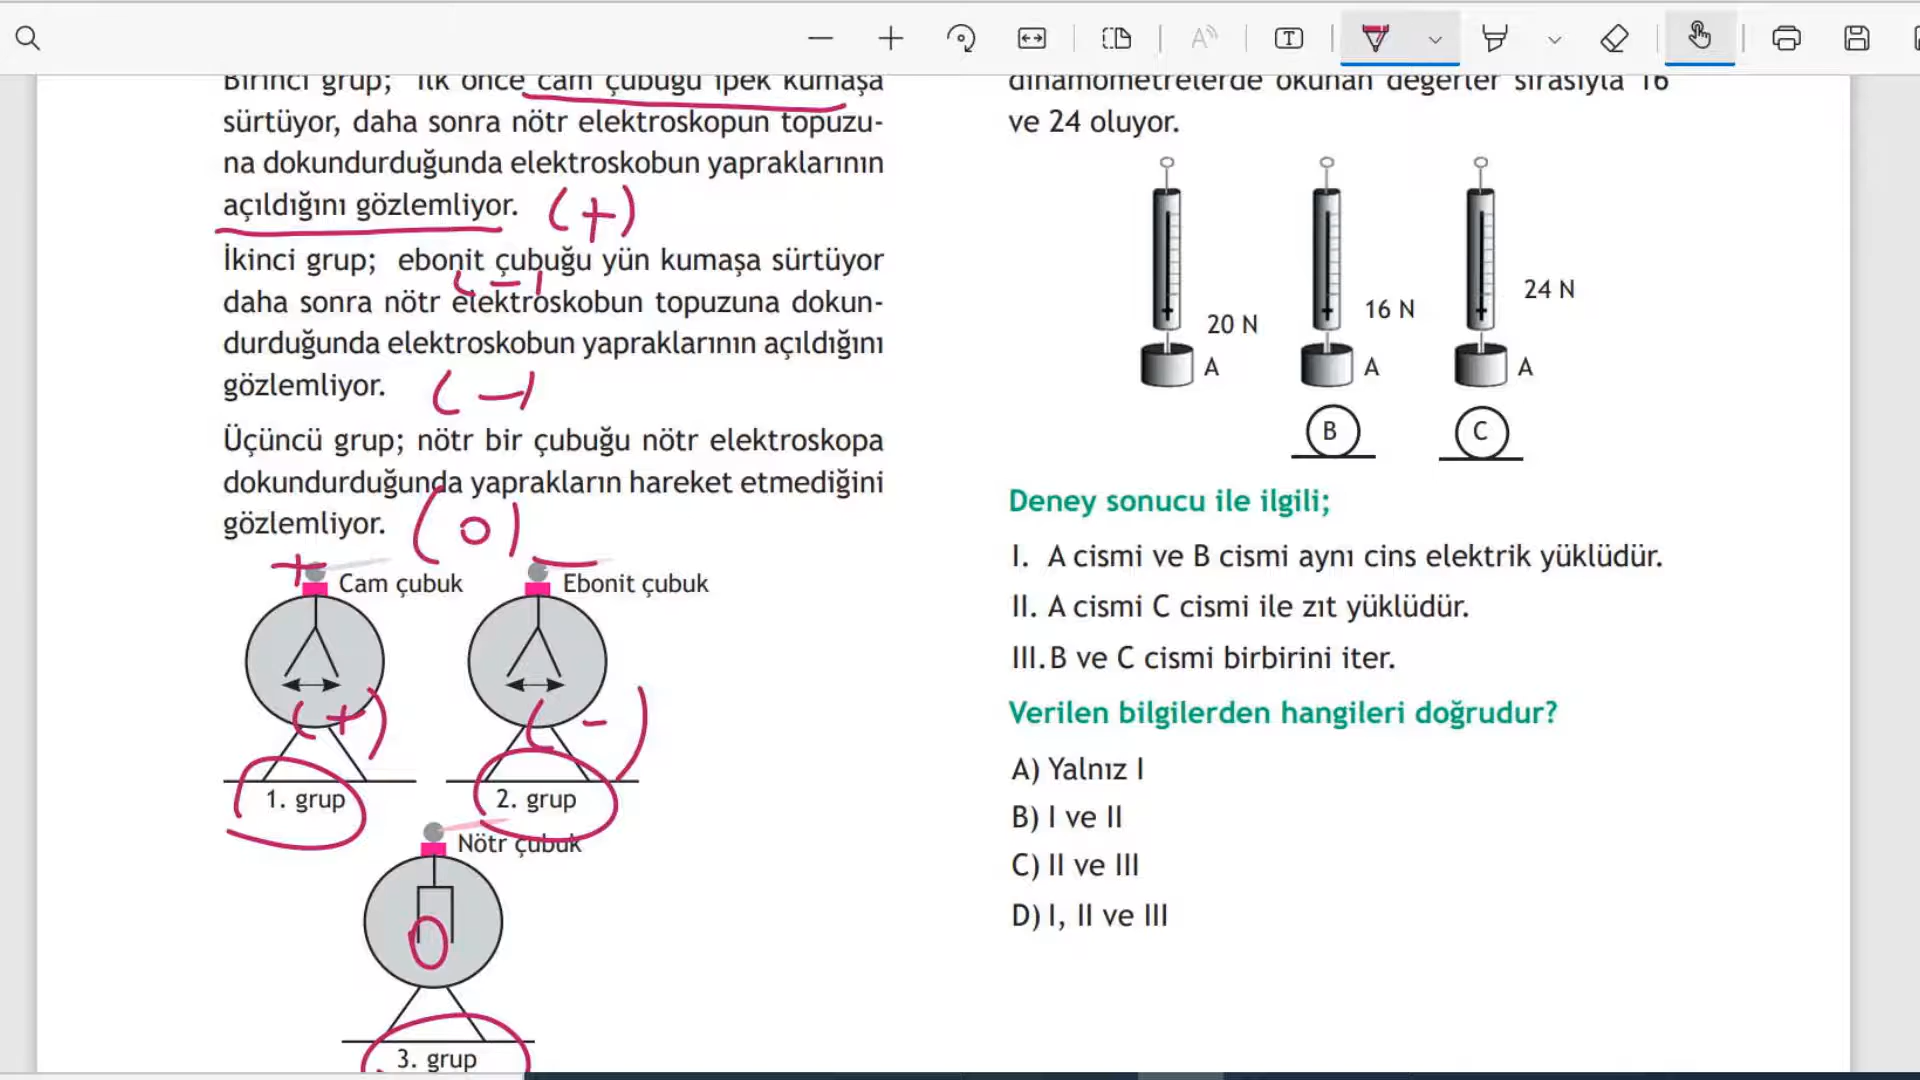 Birinci grup; ilk önce cam çubuğu ipek kumaşa
sürtüyor, daha sonra nötr elektroskopun topuzu-
na dokundurduğunda elektroskobun yapraklarının
açıldığını gözlemliyor.
(+)
İkinci grup; ebonit çubuğu yün kumaşa sürtüyor
(-)
daha sonra nötr elektroskobun topuzuna dokun-
durduğunda elektroskobun yapraklarının açıldığını
gözlemliyor.
(-)
Üçüncü grup; nötr bir çubuğu nötr elektroskopa
dokundurduğunda yaprakların hareket etmediğini
gözlemliyor.
(0)
+
Cam çubuk
(+)
1. grup
-
Ebonit çubuk
(-)
2. grup
Nötr çubuk
0
3. grup
dinamometrelerde okunan değerler sırasıyla 16
ve 24 oluyor.
20 N
A
16 N
A
B
24 N
A
C
Deney sonucu ile ilgili;
I. A cismi ve B cismi aynı cins elektrik yüklüdür.
II. A cismi C cismi ile zıt yüklüdür.
III.B ve C cismi birbirini iter.
Verilen bilgilerden hangileri doğrudur?
A) Yalnız I
B) I ve II
C) II ve III
D) I, II ve III